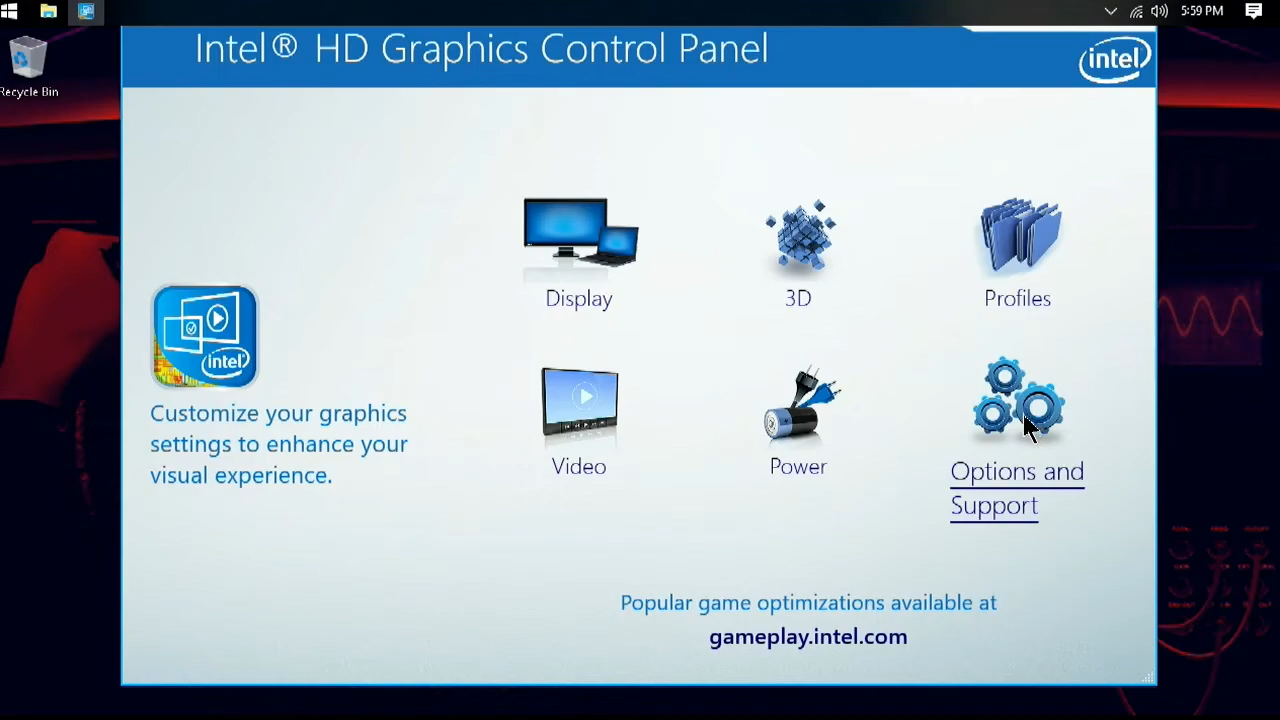 5:59 PM
Intel® HD Graphics Control Panel
intel
Recycle Bin
Display
3D
Profiles
intel
Customize your graphics
settings to enhance your
visual experience.
Video
Power
Options and
Support
Popular game optimizations available at
gameplay.intel.com